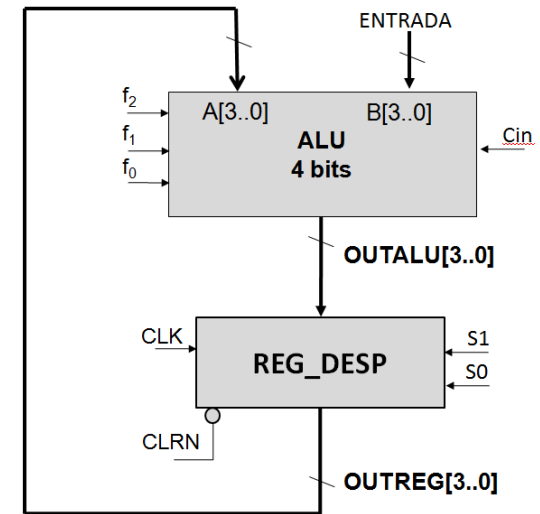 ENTRADA
f2
f1
f0
A[3..0]
B[3..0]
ALU
4 bits
Cin
OUTALU[3..0]
CLK
REG_DESP
S1
S0
CLRN
OUTREG[3..0]